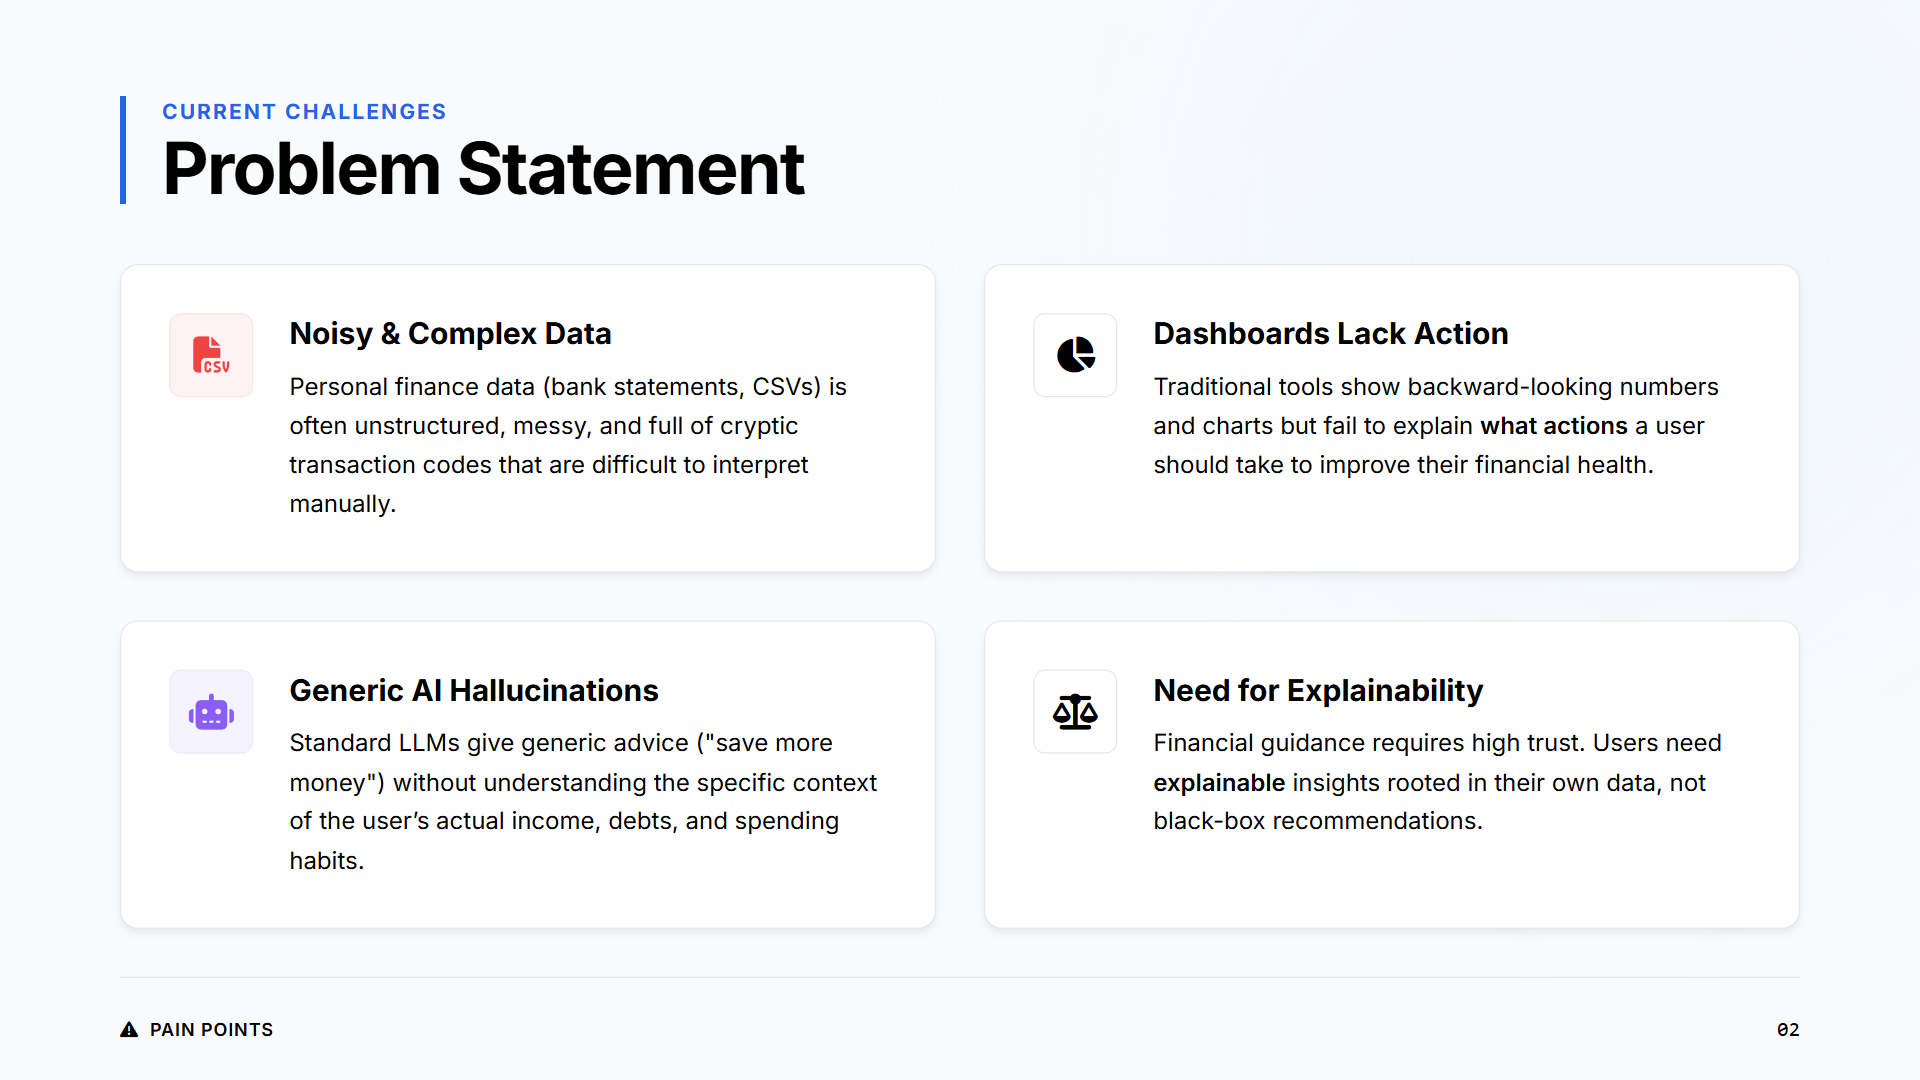 CURRENT CHALLENGES
Problem Statement
CSV
Noisy & Complex Data
Personal finance data (bank statements, CSVs) is
often unstructured, messy, and full of cryptic
transaction codes that are difficult to interpret
manually.
Dashboards Lack Action
Traditional tools show backward-looking numbers
and charts but fail to explain what actions a user
should take to improve their financial health.
Generic AI Hallucinations
Standard LLMs give generic advice ("save more
money") without understanding the specific context
of the user’s actual income, debts, and spending
habits.
Need for Explainability
Financial guidance requires high trust. Users need
explainable insights rooted in their own data, not
black-box recommendations.
PAIN POINTS
02